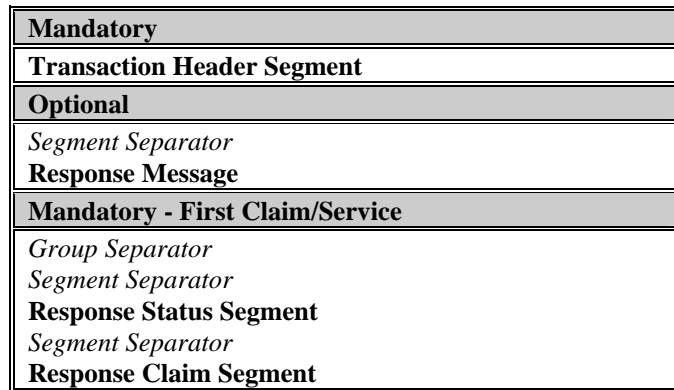 Mandatory
Transaction Header Segment
Optional
Segment Separator
Response Message
Mandatory - First Claim/Service
Group Separator
Segment Separator
Response Status Segment
Segment Separator
Response Claim Segment